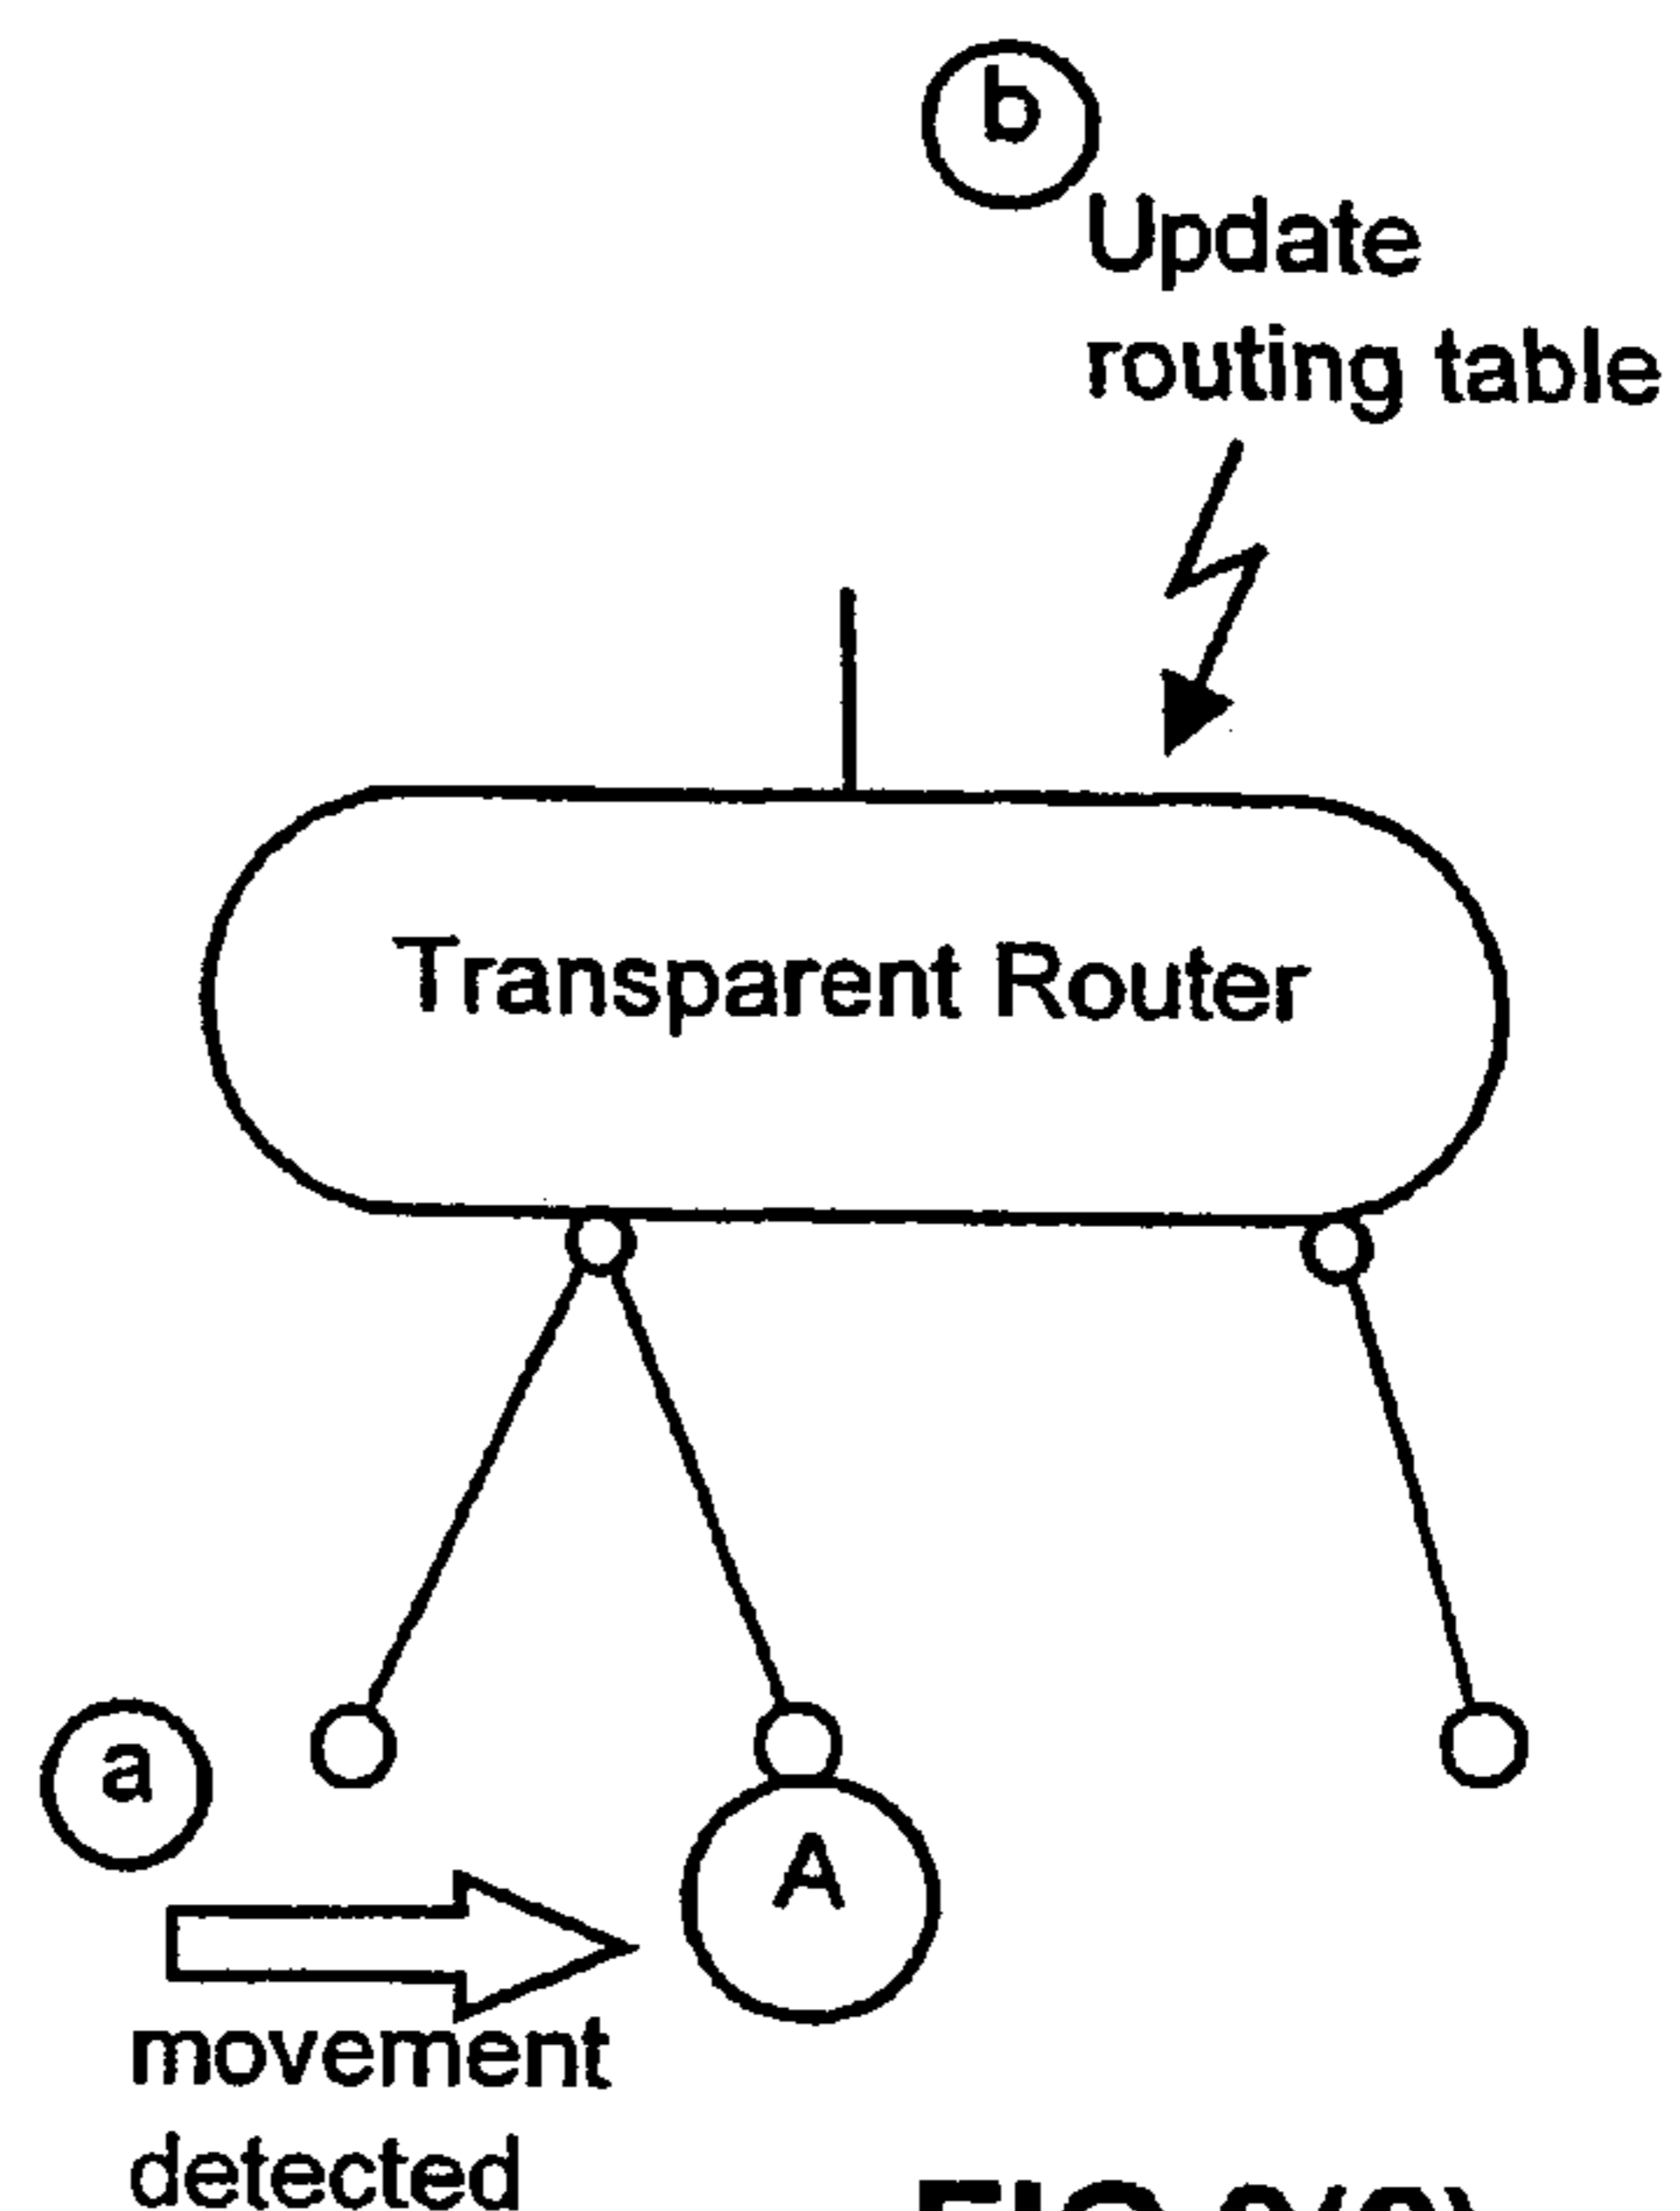 b
Update
routing table
Transparent Router
a
A
movement
detected